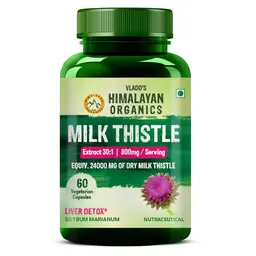 VLADO'S
HIMALAYAN
ORGANICS
MILK THISTLE
Extract 30:1 | 800mg / Serving
EQUIV. 24000 MG OF DRY MILK THISTLE
60
Vegetarian
Capsules
LIVER DETOX*
SILYBUM MARIANUM
NUTRACEUTICAL